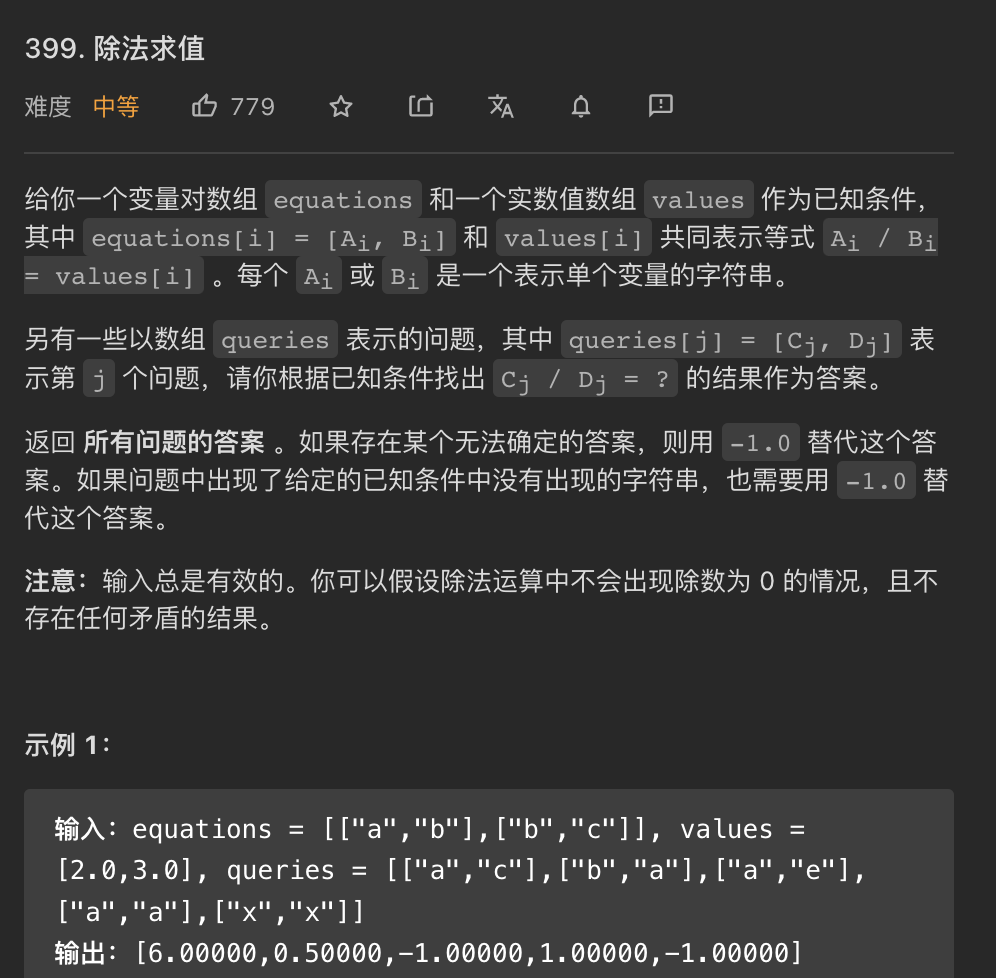 399. 除法求值
难度 中等 779
给你一个变量对数组 equations 和一个实数值数组 values 作为已知条件，
其中 equations[i] = [Ai, Bi] 和 values[i] 共同表示等式 Ai / Bi
= values[i] 。每个 Ai 或 Bi 是一个表示单个变量的字符串。
另有一些以数组 queries 表示的问题，其中 queries[j] = [Cj, Dj] 表
示第 j 个问题，请你根据已知条件找出 Cj / Dj = ? 的结果作为答案。
返回 所有问题的答案 。如果存在某个无法确定的答案，则用 -1.0 替代这个答
案。如果问题中出现了给定的已知条件中没有出现的字符串，也需要用 -1.0 替
代这个答案。
注意：输入总是有效的。你可以假设除法运算中不会出现除数为 0 的情况，且不
存在任何矛盾的结果。
示例 1：
输入：equations = [["a","b"],["b","c"]], values =
[2.0,3.0], queries = [["a","c"],["b","a"],["a","e"],
["a","a"],["x","x"]]
输出：[6.00000,0.50000,-1.00000,1.00000,-1.00000]